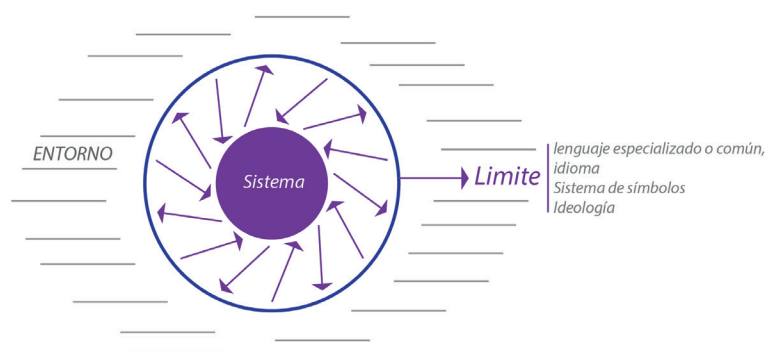 ENTORNO
Sistema
Limite
lenguaje especializado o común,
idioma
Sistema de símbolos
Ideología